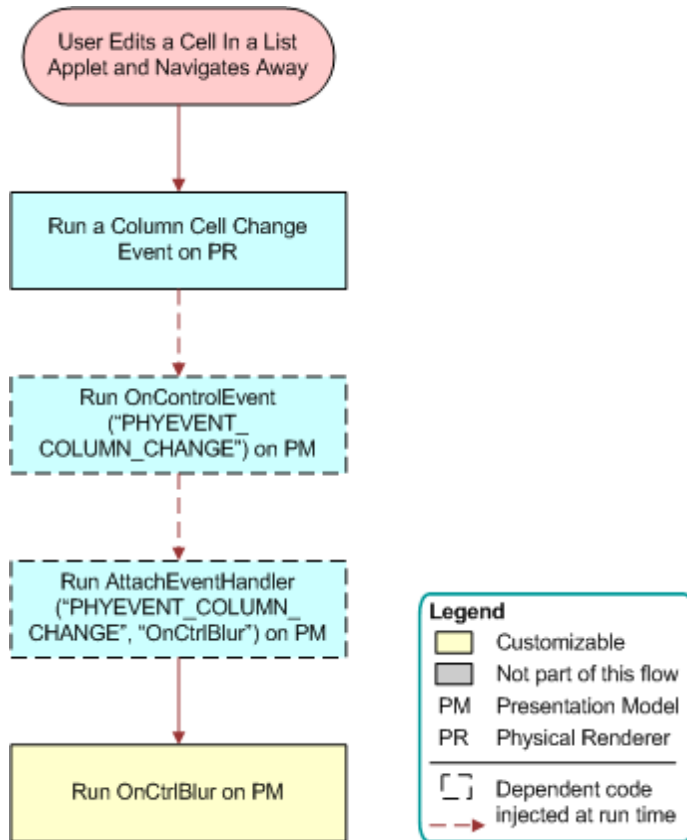 User Edits a Cell In a List
Applet and Navigates Away
Run a Column Cell Change
Event on PR
Run OnControlEvent
(“PHYEVENT_
COLUMN_CHANGE”) on PM
Run AttachEventHandler
(“PHYEVENT_COLUMN_
CHANGE”, “OnCtrlBlur”) on PM
Run OnCtrlBlur on PM
Legend
Customizable
Not part of this flow
PM Presentation Model
PR Physical Renderer
Dependent code
injected at run time